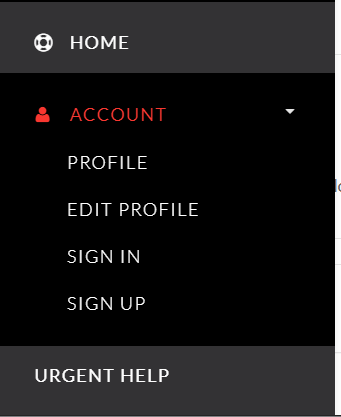 HOME
ACCOUNT
PROFILE
EDIT PROFILE
SIGN IN
SIGN UP
URGENT HELP